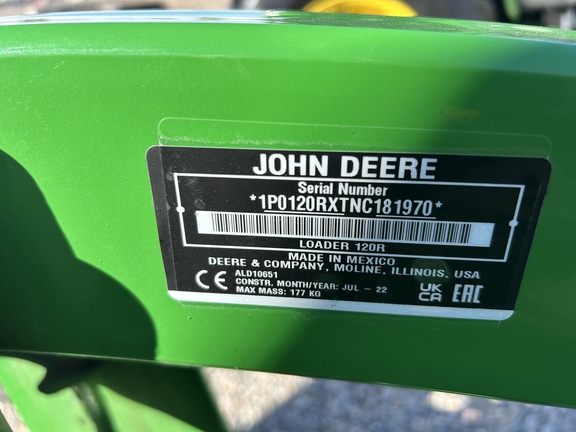 JOHN DEERE
Serial Number
*1P0120RXTNC181970*
LOADER 120R
MADE IN MEXICO
DEERE & COMPANY, MOLINE, ILLINOIS, USA
CE ALD10651
CONSTR. MONTH/YEAR: JUL - 22
MAX MASS: 177 KG
UK
CA
EAC